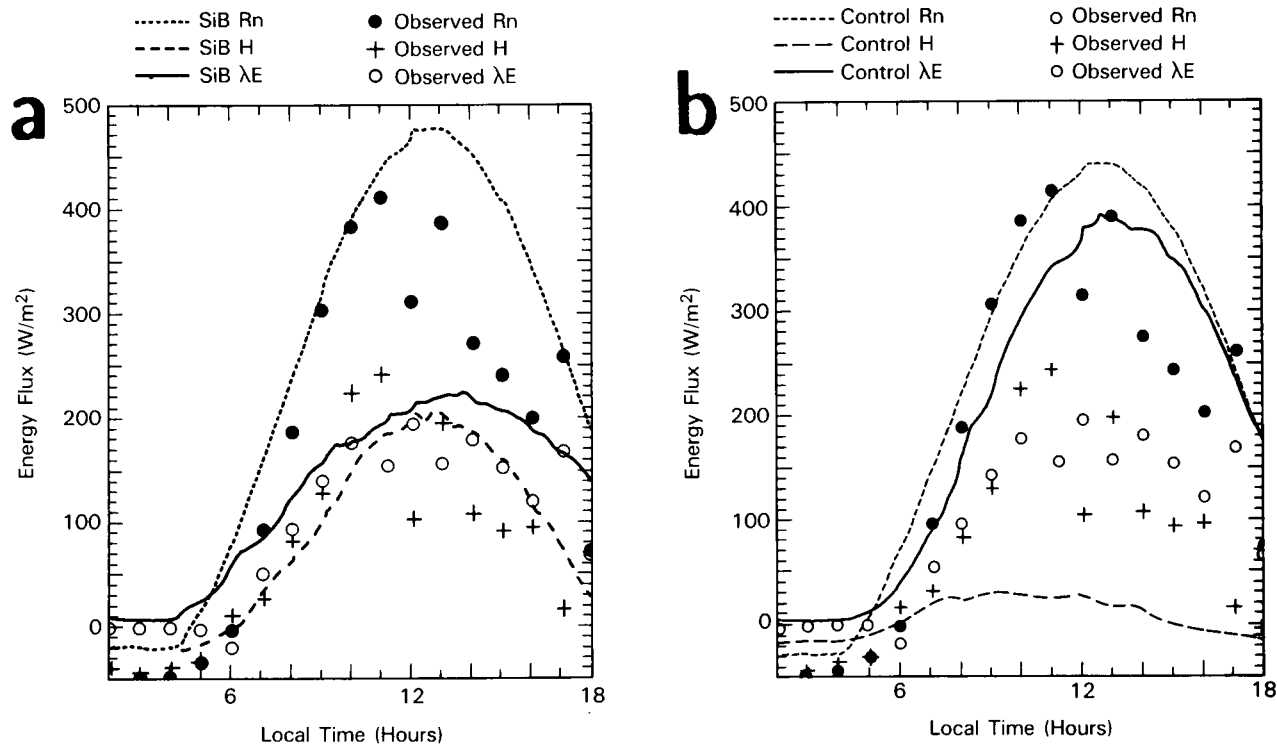 SiB Rn
Observed Rn
SiB H
Observed H
SiB λE
Observed λE
a
500
400
300
200
100
0
Energy Flux (W/m²)
6
12
18
Local Time (Hours)
Control Rn
Observed Rn
Control H
Observed H
Control λE
Observed λE
b
500
400
300
200
100
0
Energy Flux (W/m²)
6
12
18
Local Time (Hours)